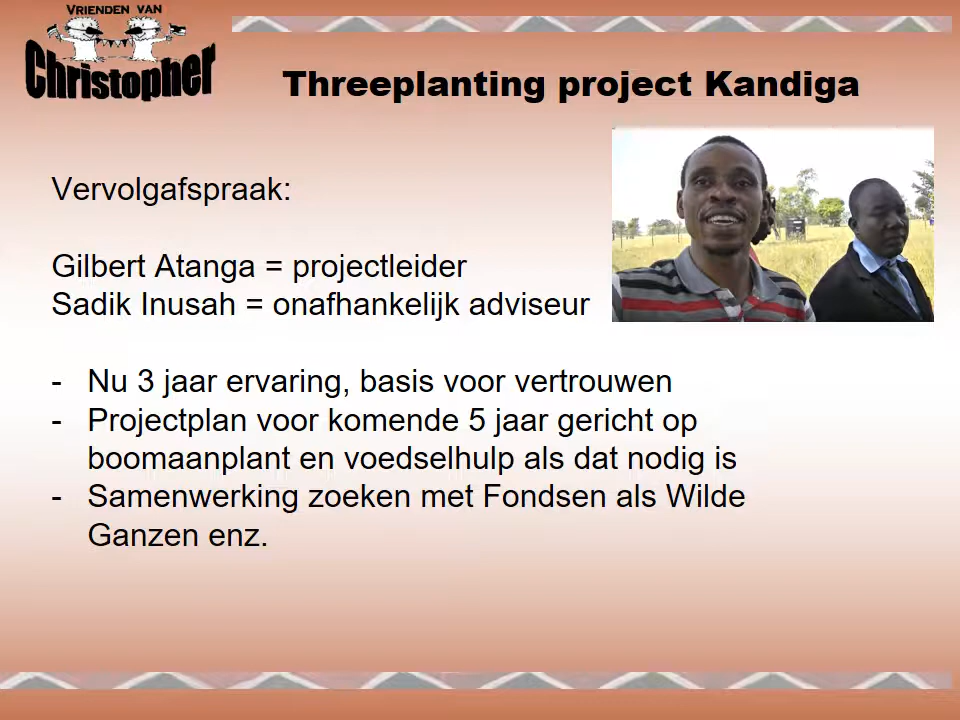 VRIENDEN VAN
Christopher
Threeplanting project Kandiga
Vervolgafspraak:
Gilbert Atanga = projectleider
Sadik Inusah = onafhankelijk adviseur
- Nu 3 jaar ervaring, basis voor vertrouwen
- Projectplan voor komende 5 jaar gericht op
boomaanplant en voedselhulp als dat nodig is
- Samenwerking zoeken met Fondsen als Wilde
Ganzen enz.